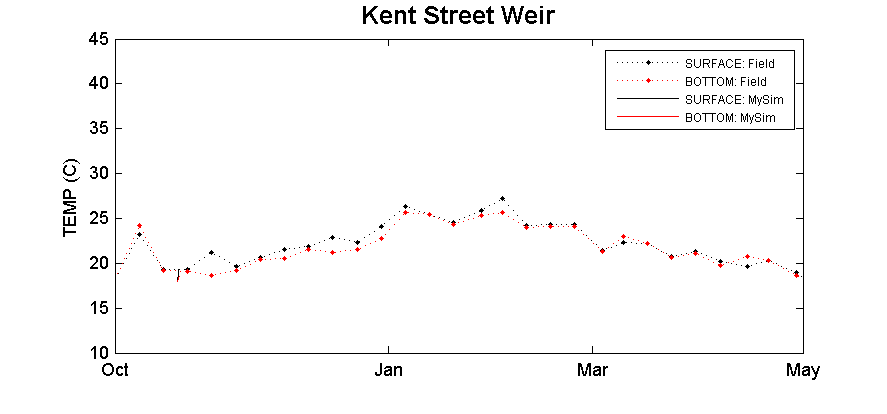 Kent Street Weir
45
40
35
30
25
20
15
10
TEMP (C)
SURFACE: Field
BOTTOM: Field
SURFACE: MySim
BOTTOM: MySim
Oct Jan Mar May